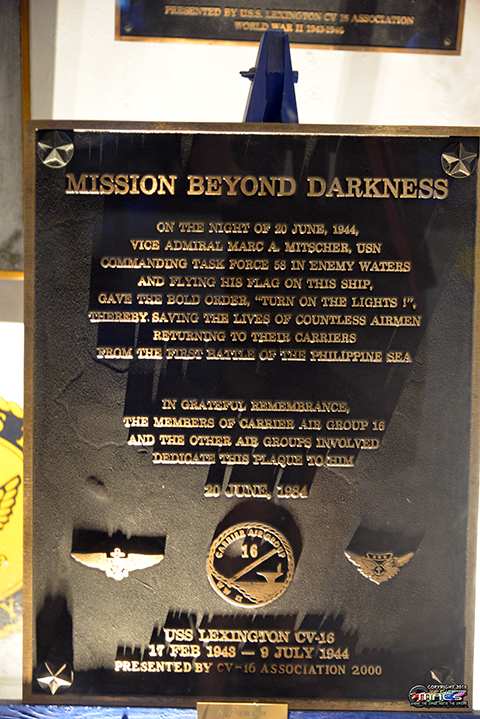 PRESENTED BY U.S.S. LEXINGTON CV-16 ASSOCIATION
WORLD WAR II 1943-1945
MISSION BEYOND DARKNESS
ON THE NIGHT OF 20 JUNE, 1944,
VICE ADMIRAL MARC A. MITSCHER, USN
COMMANDING TASK FORCE 58 IN ENEMY WATERS
AND FLYING HIS FLAG ON THIS SHIP,
GAVE THE BOLD ORDER, "TURN ON THE LIGHTS !",
THEREBY SAVING THE LIVES OF COUNTLESS AIRMEN
RETURNING TO THEIR CARRIERS
FROM THE FIRST BATTLE OF THE PHILIPPINE SEA
IN GRATEFUL REMEMBRANCE,
THE MEMBERS OF CARRIER AIR GROUP 16
AND THE OTHER AIR GROUPS INVOLVED
DEDICATE THIS PLAQUE TO HIM
20 JUNE, 1984
CARRIER AIR GROUP
16
USS LEXINGTON CV-16
17 FEB 1943 — 9 JULY 1944
PRESENTED BY CV-16 ASSOCIATION 2000